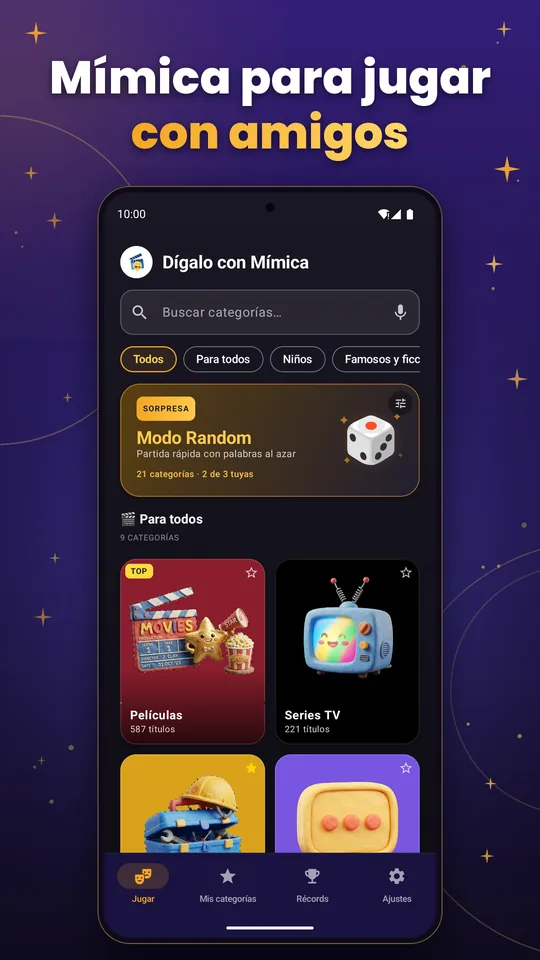 Mímica para jugar
con amigos
10:00
Dígalo con Mímica
Buscar categorías...
Todos
Para todos
Niños
Famosos y ficc
SORPRESA
Modo Random
Partida rápida con palabras al azar
21 categorías · 2 de 3 tuyas
Para todos
9 CATEGORÍAS
TOP
MOVIES
STAR
POPCORN
Películas
587 títulos
Series TV
221 títulos
Jugar
Mis categorías
Récords
Ajustes